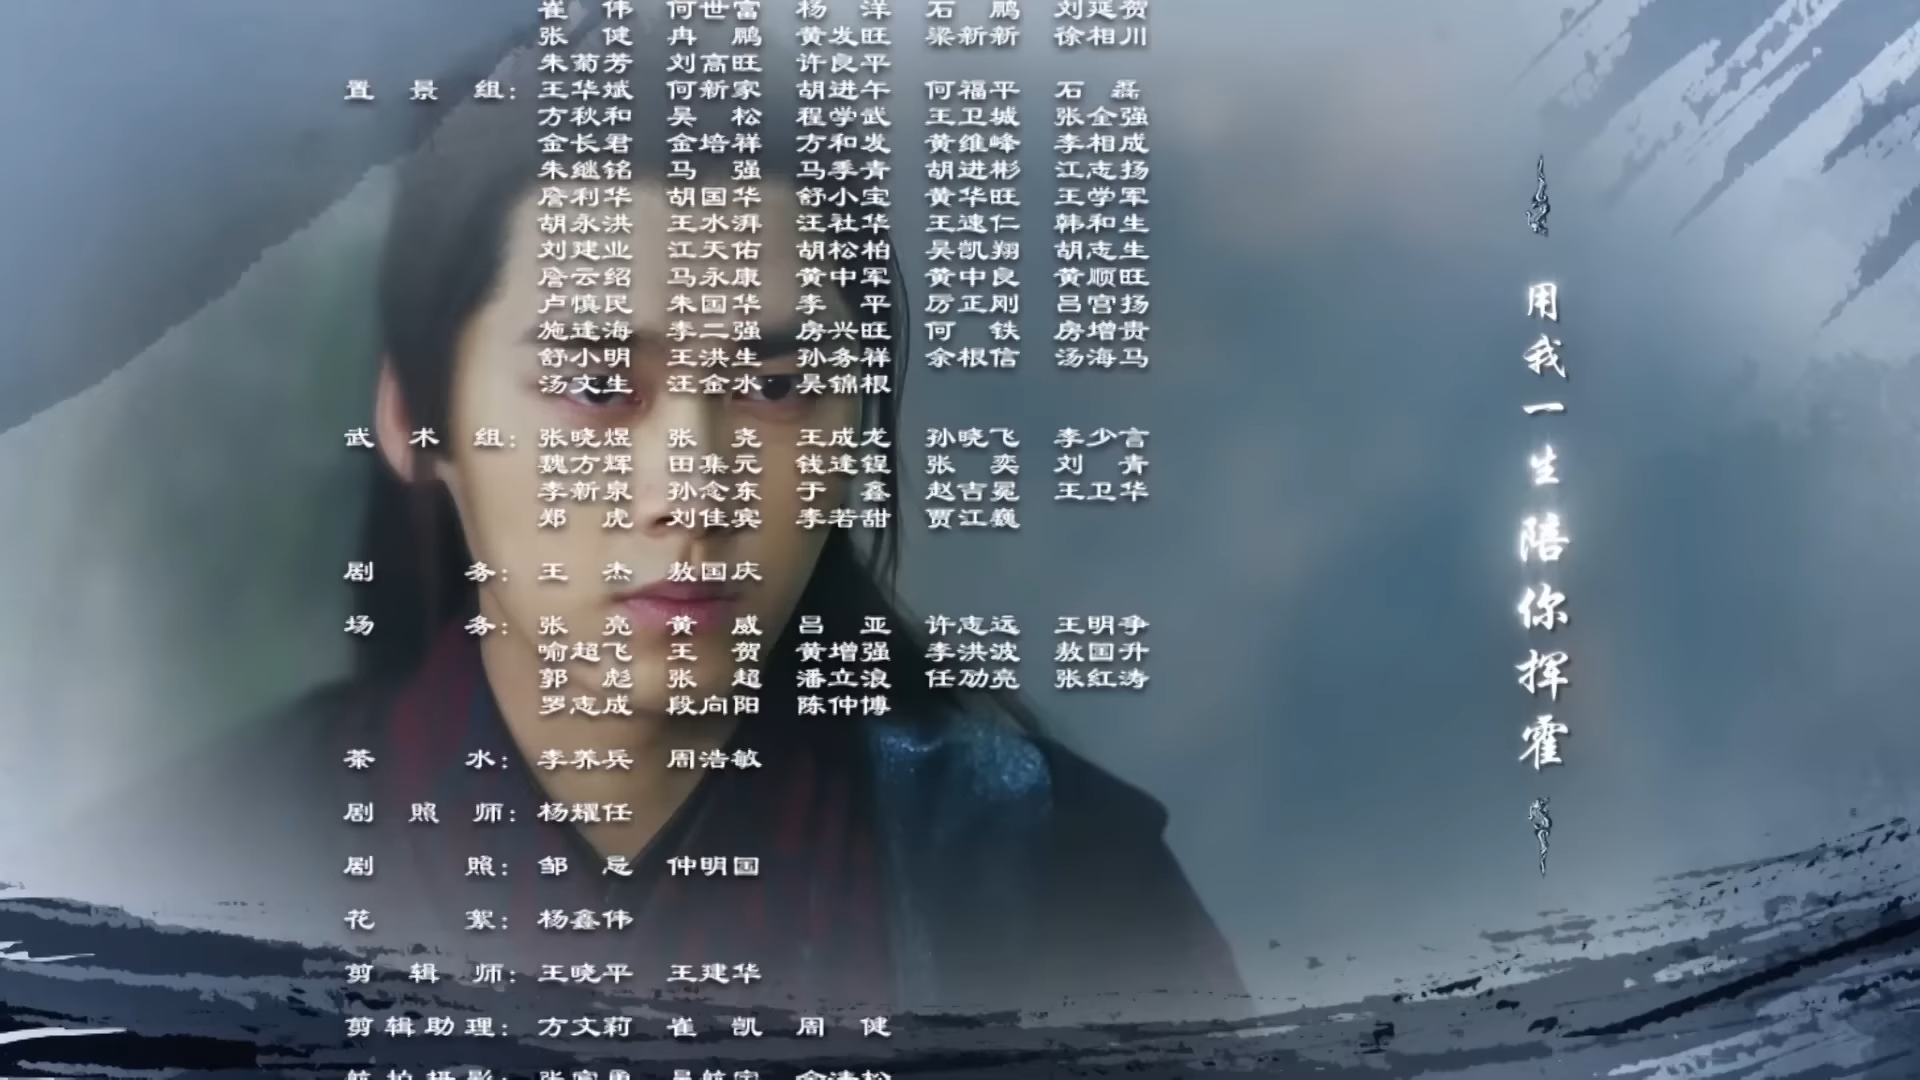 崔伟 何世富 杨洋 石鹏 刘延贺
张健 冉鹏 黄发旺 梁新新 徐相川
朱菊芳 刘高旺 许良平
置景组: 王华斌 何新家 胡进午 何福平 石磊
方秋和 吴松 程学武 王卫城 张企强
金长君 金培祥 方和发 黄维峰 李相成
朱继铭 马强 马季青 胡进彬 江志扬
詹利华 胡国华 舒小宝 黄华旺 王学军
胡永洪 王水湃 汪社华 王速仁 韩和生
刘建业 江天佑 胡松柏 吴凯翔 胡志生
詹云绍 马永康 黄中军 黄中良 黄顺旺
卢慎民 朱国华 李平 厉正刚 吕宫扬
施逢海 李二强 房兴旺 何铁 房增贵
舒小明 王洪生 孙务祥 余根信 汤海马
汤文生 汪金水 吴锦根
武术组: 张晓煜 张尧 王成龙 孙晓飞 李少言
魏方辉 田集元 钱逢锃 张奕 刘青
李新泉 孙念东 于鑫 赵吉冕 王卫华
郑虎 刘佳宾 李若甜 贾江巍
剧务: 王杰 敖国庆
场务: 张亮 黄威 吕亚 许志远 王明争
喻超飞 王贺 黄增强 李洪波 敖国升
郭彪 张超 潘立浪 任劢亮 张红涛
罗志成 段向阳 陈仲博
茶水: 李养兵 周浩敏
剧照师: 杨耀任
剧照: 邹忌 仲明国
花絮: 杨鑫伟
剪辑师: 王晓平 王建华
剪辑助理: 方文莉 崔凯 周健
航拍摄影:
用我一生陪你挥霍